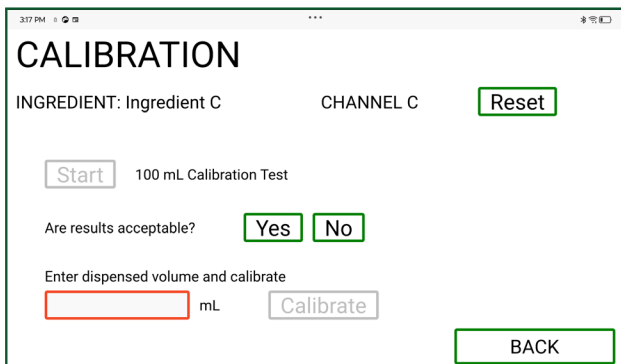 3:17 PM
CALIBRATION
INGREDIENT: Ingredient C CHANNEL C Reset
Start 100 mL Calibration Test
Are results acceptable? Yes No
Enter dispensed volume and calibrate
mL Calibrate
BACK